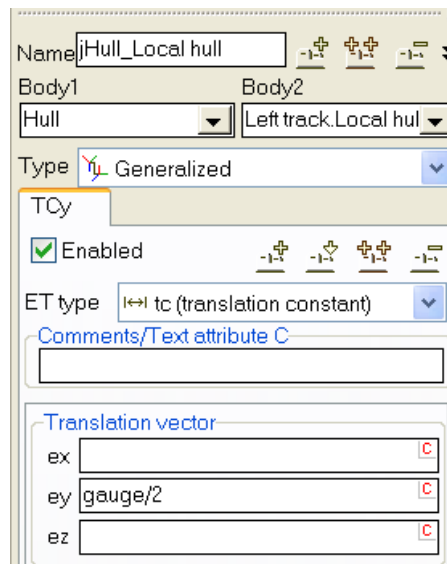 Name jHull_Local hull
Body1 Body2
Hull Left track.Local hul
Type Generalized
TCy
Enabled
ET type tc (translation constant)
Comments/Text attribute C
Translation vector
ex C
ey gauge/2 C
ez C